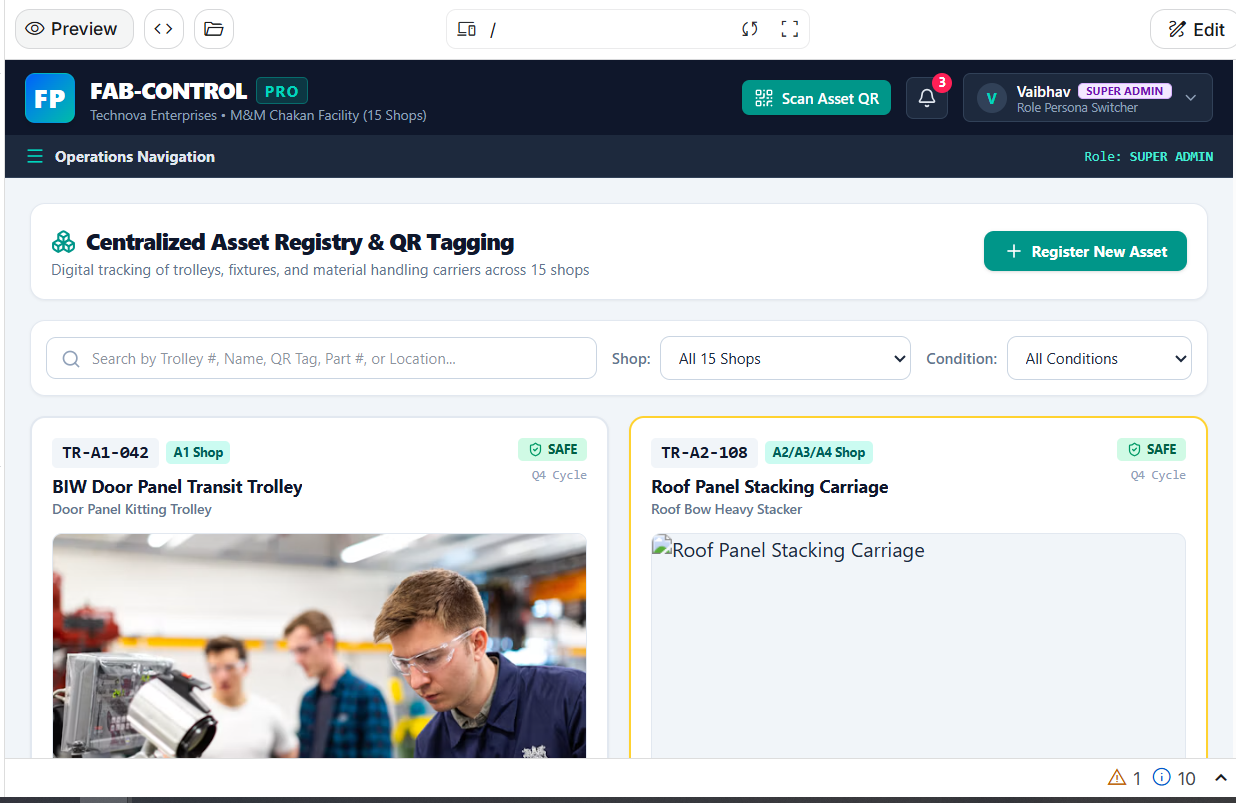 Preview
/
Edit
FP
FAB-CONTROL PRO
Technova Enterprises • M&M Chakan Facility (15 Shops)
Scan Asset QR
3
V
Vaibhav SUPER ADMIN
Role Persona Switcher
Operations Navigation
Role: SUPER ADMIN
Centralized Asset Registry & QR Tagging
Digital tracking of trolleys, fixtures, and material handling carriers across 15 shops
Register New Asset
Search by Trolley #, Name, QR Tag, Part #, or Location...
Shop:
All 15 Shops
Condition:
All Conditions
TR-A1-042
A1 Shop
SAFE
Q4 Cycle
BIW Door Panel Transit Trolley
Door Panel Kitting Trolley
TR-A2-108
A2/A3/A4 Shop
SAFE
Q4 Cycle
Roof Panel Stacking Carriage
Roof Bow Heavy Stacker
Roof Panel Stacking Carriage
1
10